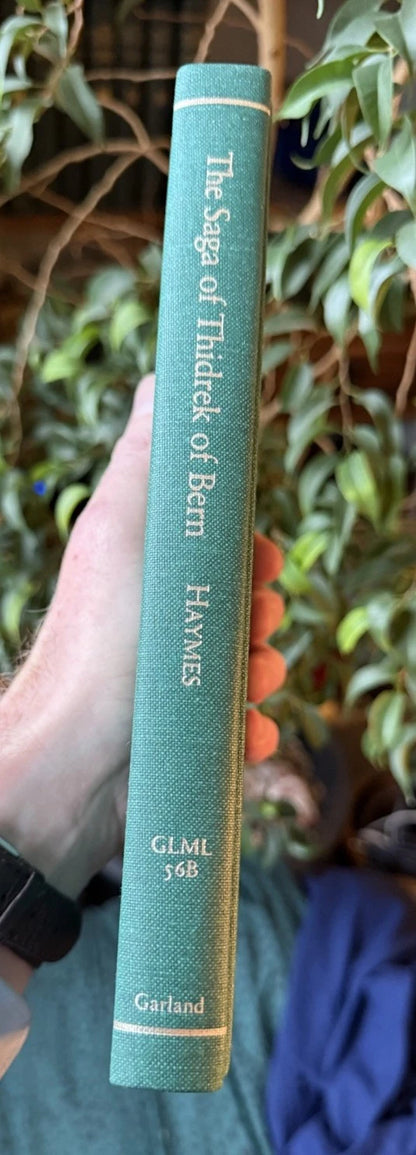 The Saga of Thidrek of Bern HAYMES
GLML
56B
Garland